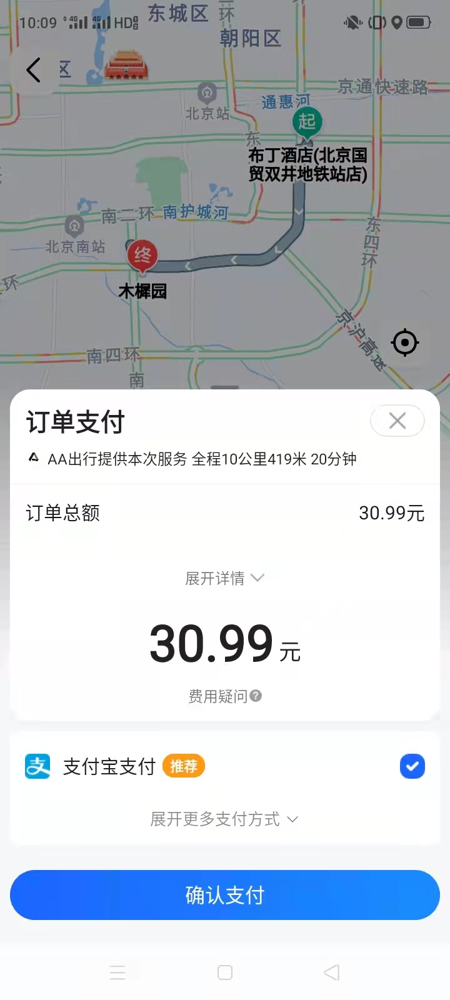 10:09
4G
4G
HD
东城区
环
朝阳区
区
京通快速路
北京站
通惠河
起
东
布丁酒店(北京国
贸双井地铁站店)
南二环
南护城河
北京南站
东四环
终
环
木樨园
京沪高速
南四环
南
订单支付
AA出行提供本次服务 全程10公里419米 20分钟
订单总额
30.99元
展开详情
30.99元
费用疑问?
支
支付宝支付
推荐
展开更多支付方式
确认支付